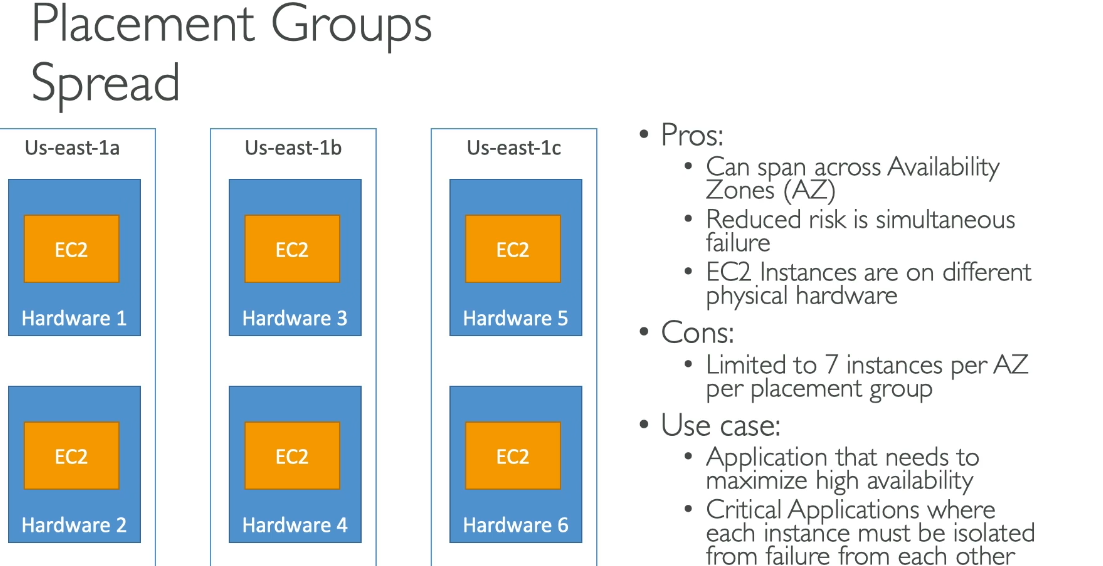 Placement Groups
Spread
Us-east-1a
Us-east-1b
Us-east-1c
EC2
EC2
EC2
Hardware 1
Hardware 3
Hardware 5
EC2
EC2
EC2
Hardware 2
Hardware 4
Hardware 6
• Pros:
• Can span across Availability
Zones (AZ)
• Reduced risk is simultaneous
failure
• EC2 Instances are on different
physical hardware
• Cons:
• Limited to 7 instances per AZ
per placement group
• Use case:
• Application that needs to
maximize high availability
• Critical Applications where
each instance must be isolated
from failure from each other